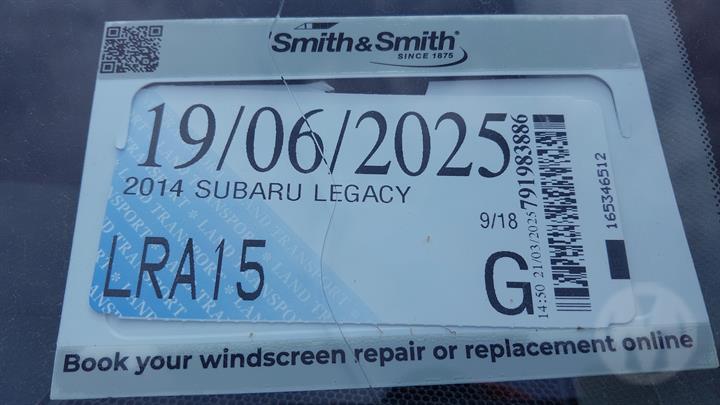 Smith&Smith®
SINCE 1875
19/06/2025
2014 SUBARU LEGACY
9/18
LRA15
G
14:50 21/03/2025
791983886
165346512
LAND TRANSPORT
Book your windscreen repair or replacement online